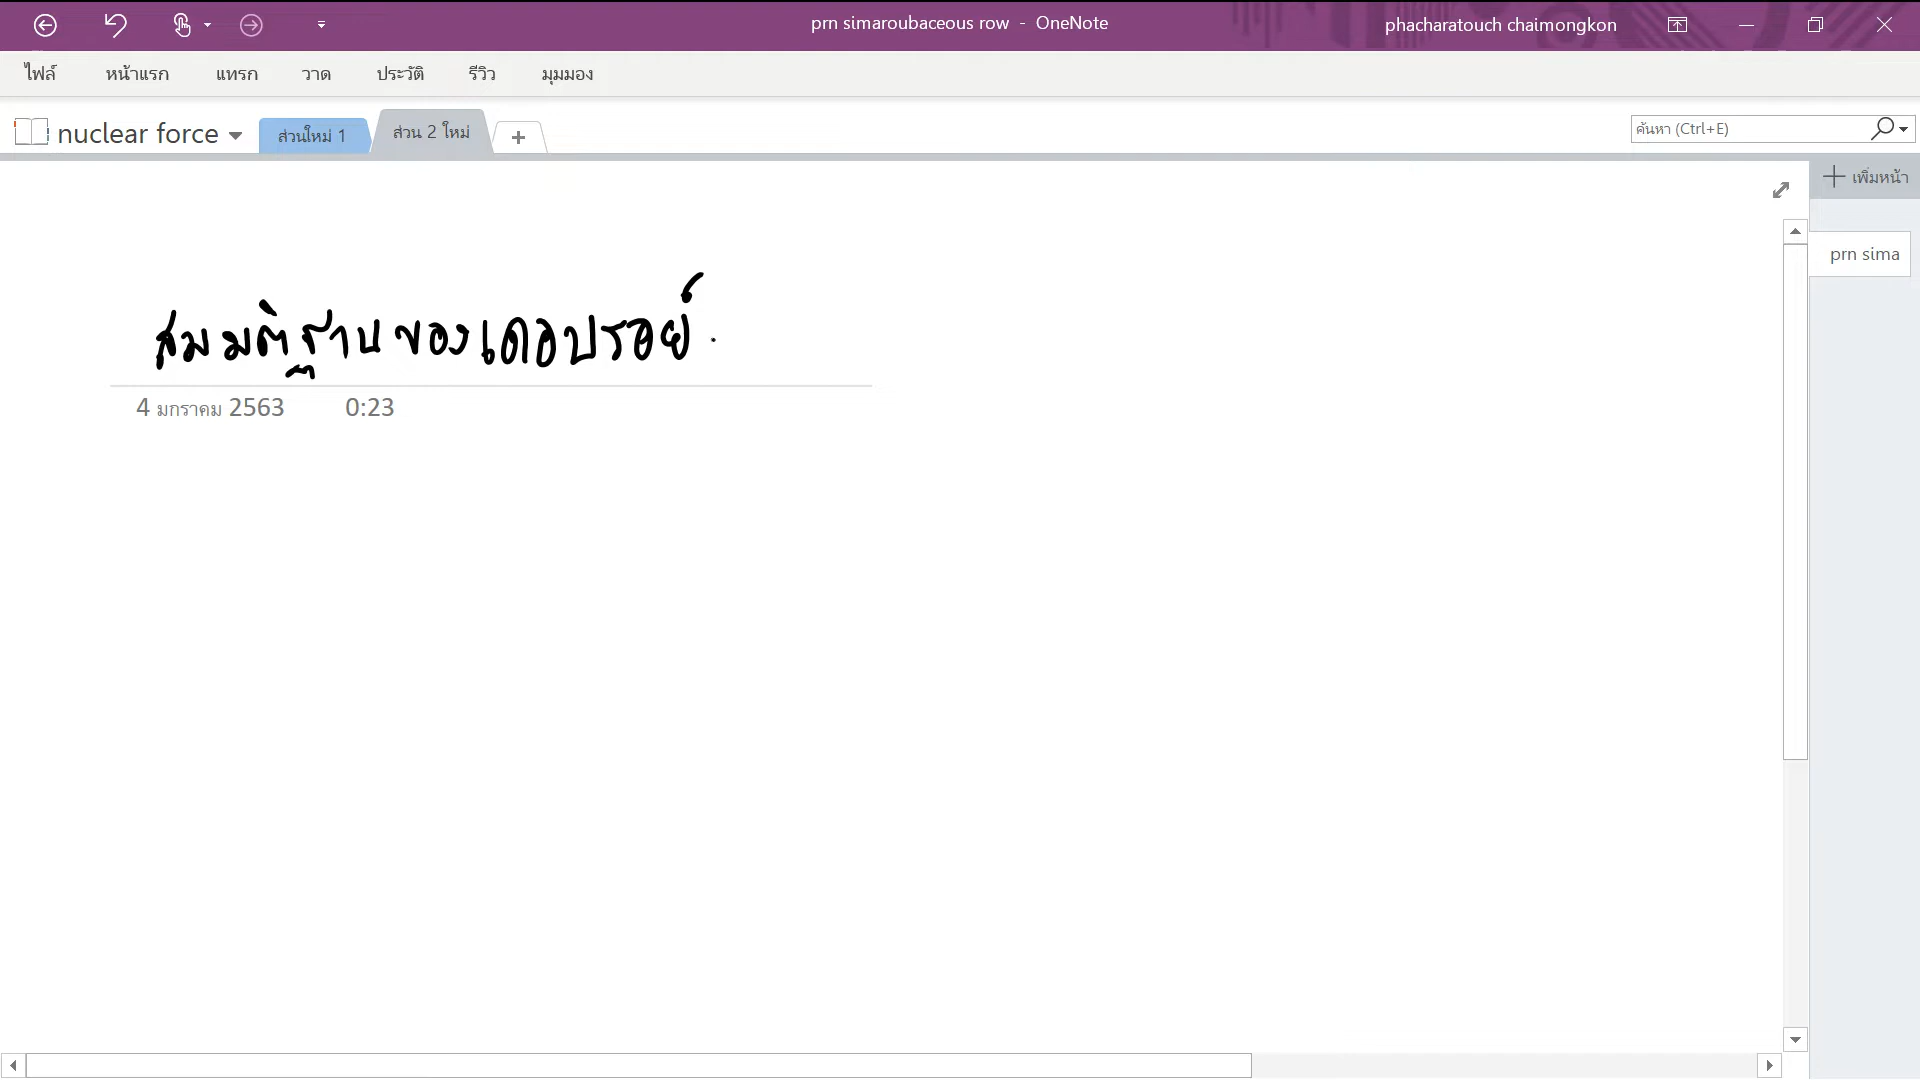 prn simaroubaceous row - OneNote
phacharatouch chaimongkon
ไฟล์ หน้าแรก แทรก วาด ประวัติ รีวิว มุมมอง
nuclear force
ส่วนใหม่ 1
ส่วน 2 ใหม่
ค้นหา (Ctrl+E)
เพิ่มหน้า
prn sima
สมมติฐานของเดอบรอย์
4 มกราคม 2563 0:23